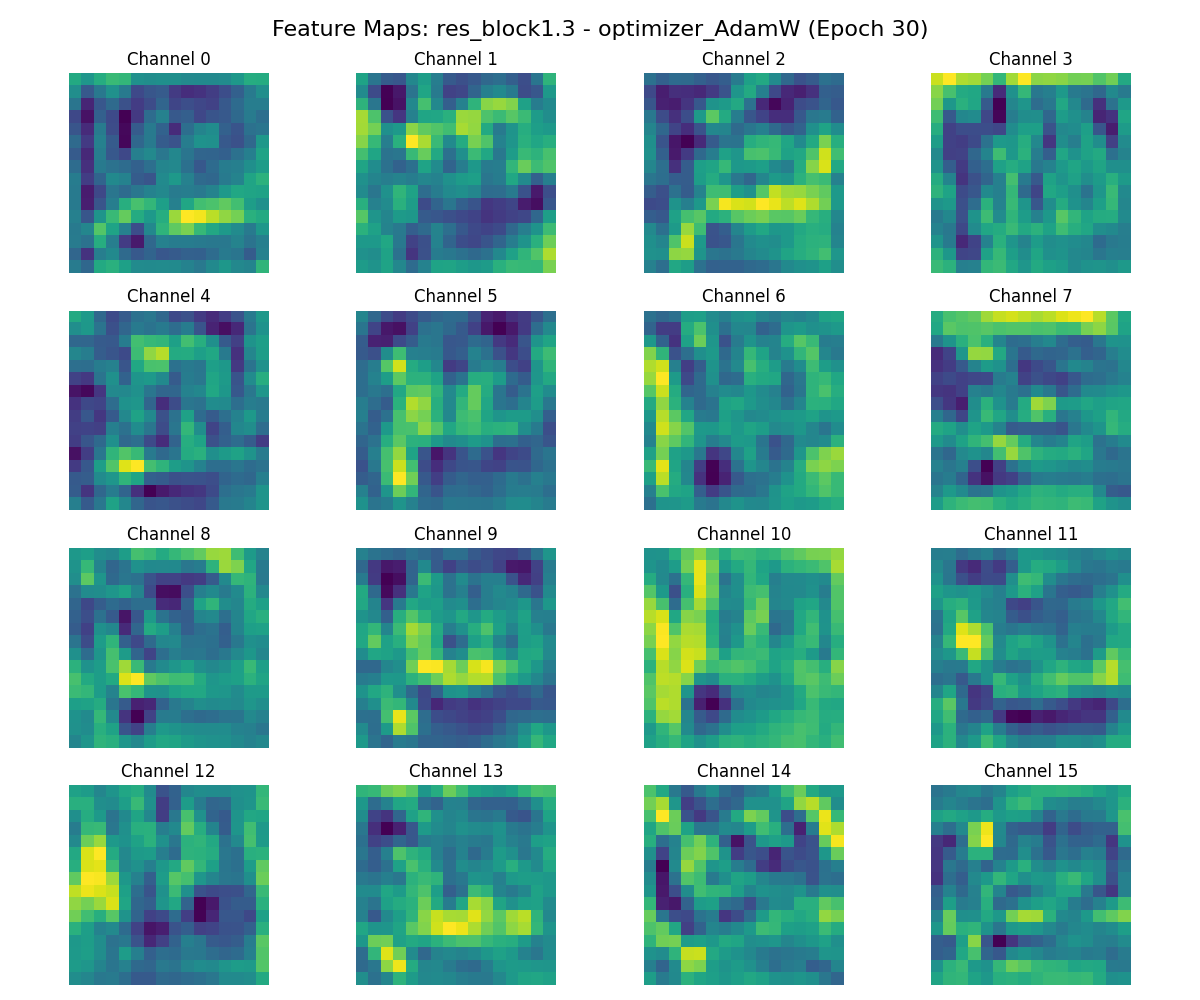 Feature Maps: res_block1.3 - optimizer_AdamW (Epoch 30)
Channel 0
Channel 1
Channel 2
Channel 3
Channel 4
Channel 5
Channel 6
Channel 7
Channel 8
Channel 9
Channel 10
Channel 11
Channel 12
Channel 13
Channel 14
Channel 15